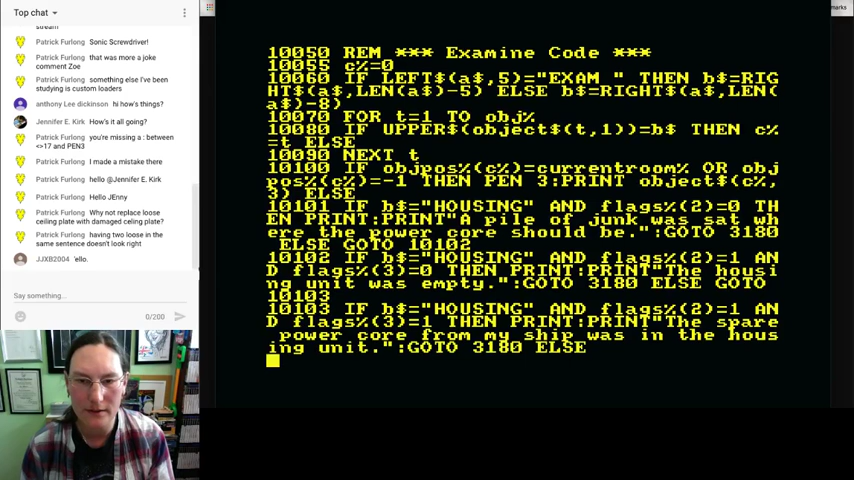 Top chat
stream
Patrick Furlong Sonic Screwdriver!
Patrick Furlong that was more a joke
comment Zoe
Patrick Furlong something else I've been
studying is custom loaders
anthony Lee dickinson hi how's things?
Jennifer E. Kirk How's it all going?
Patrick Furlong you're missing a : between
<>17 and PEN3
Patrick Furlong I made a mistake there
Patrick Furlong hello @Jennifer E. Kirk
Patrick Furlong Hello JEnny
Patrick Furlong Why not replace loose
ceiling plate with damaged celing plate?
Patrick Furlong having two loose in the
same sentence doesn't look right
JJXB2004 'ello.
Say something...
0/200
10050 REM *** Examine Code ***
10055 c%=0
10060 IF LEFT$(a$,5)="EXAM " THEN b$=RIG
HT$(a$,LEN(a$)-5) ELSE b$=RIGHT$(a$,LEN(
a$)-8)
10070 FOR t=1 TO obj%
10080 IF UPPER$(object$(t,1))=b$ THEN c%
=t ELSE
10090 NEXT t
10100 IF objpos%(c%)=currentroom% OR obj
pos%(c%)=-1 THEN PEN 3:PRINT object$(c%,
3) ELSE
10101 IF b$="HOUSING" AND flags%(2)=0 TH
EN PRINT:PRINT"A pile of junk was sat wh
ere the power core should be.":GOTO 3180
ELSE GOTO 10102
10102 IF b$="HOUSING" AND flags%(2)=1 AN
D flags%(3)=0 THEN PRINT:PRINT"The housi
ng unit was empty.":GOTO 3180 ELSE GOTO
10103
10103 IF b$="HOUSING" AND flags%(2)=1 AN
D flags%(3)=1 THEN PRINT:PRINT"The spare
power core from my ship was in the hous
ing unit.":GOTO 3180 ELSE